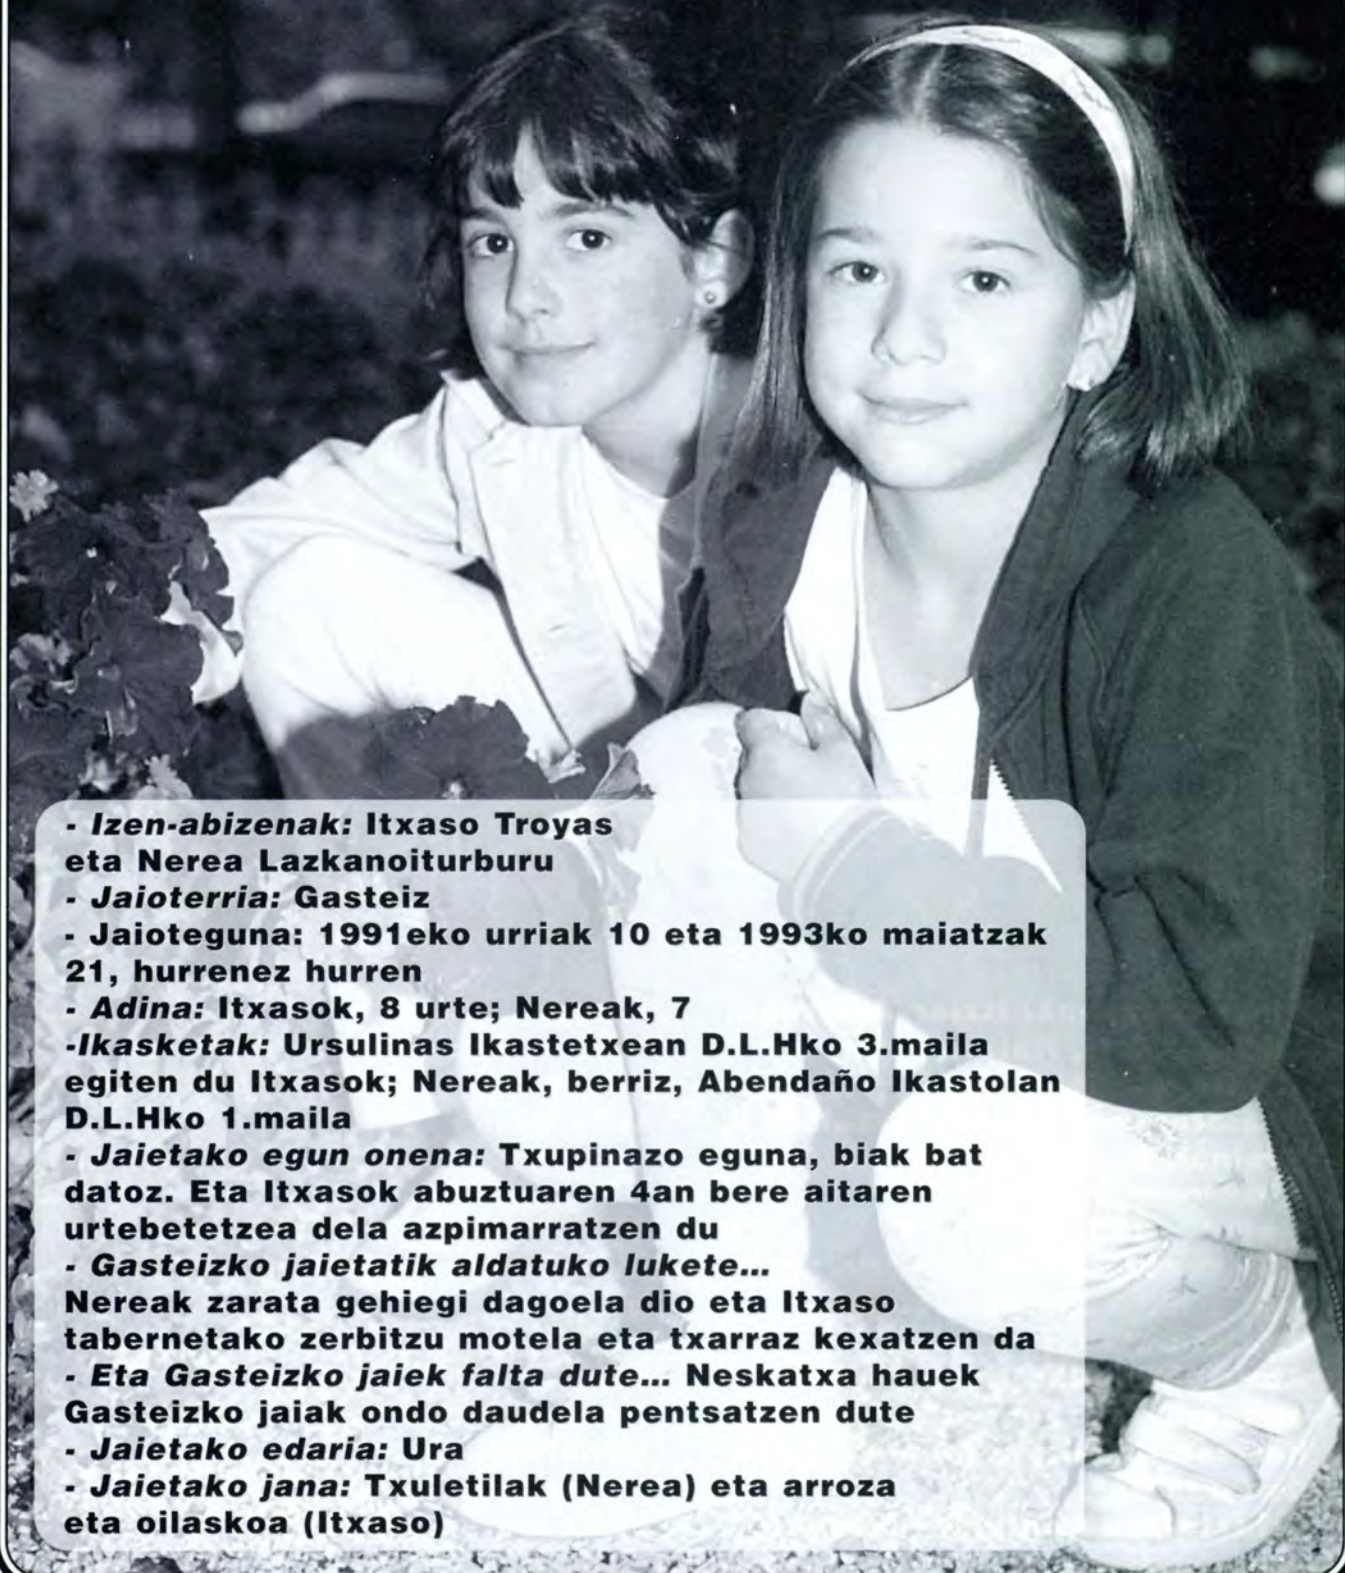 - Izen-abizenak: Itxaso Troyas
eta Nerea Lazkanoiturburu
- Jaioterria: Gasteiz
- Jaioteguna: 1991eko urriak 10 eta 1993ko maiatzak
21, hurrenez hurren
- Adina: Itxasok, 8 urte; Nereak, 7
-Ikasketak: Ursulinas Ikastetxean D.L.Hko 3.maila
egiten du Itxasok; Nereak, berriz, Abendaño Ikastolan
D.L.Hko 1.maila
- Jaietako egun onena: Txupinazo eguna, biak bat
datoz. Eta Itxasok abuztuaren 4an bere aitaren
urtebetetzea dela azpimarratzen du
- Gasteizko jaietatik aldatuko lukete...
Nereak zarata gehiegi dagoela dio eta Itxaso
tabernetako zerbitzu motela eta txarraz kexatzen da
- Eta Gasteizko jaiek falta dute... Neskatxa hauek
Gasteizko jaiak ondo daudela pentsatzen dute
- Jaietako edaria: Ura
- Jaietako jana: Txuletilak (Nerea) eta arroza
eta oilaskoa (Itxaso)